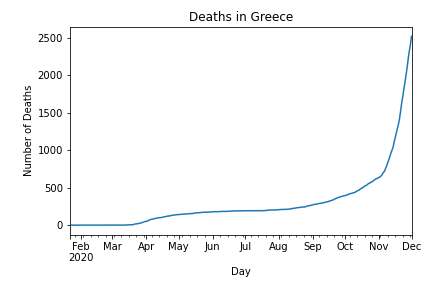 Deaths in Greece
Number of Deaths
2500
2000
1500
1000
500
0
Feb Mar Apr May Jun Jul Aug Sep Oct Nov Dec
2020
Day